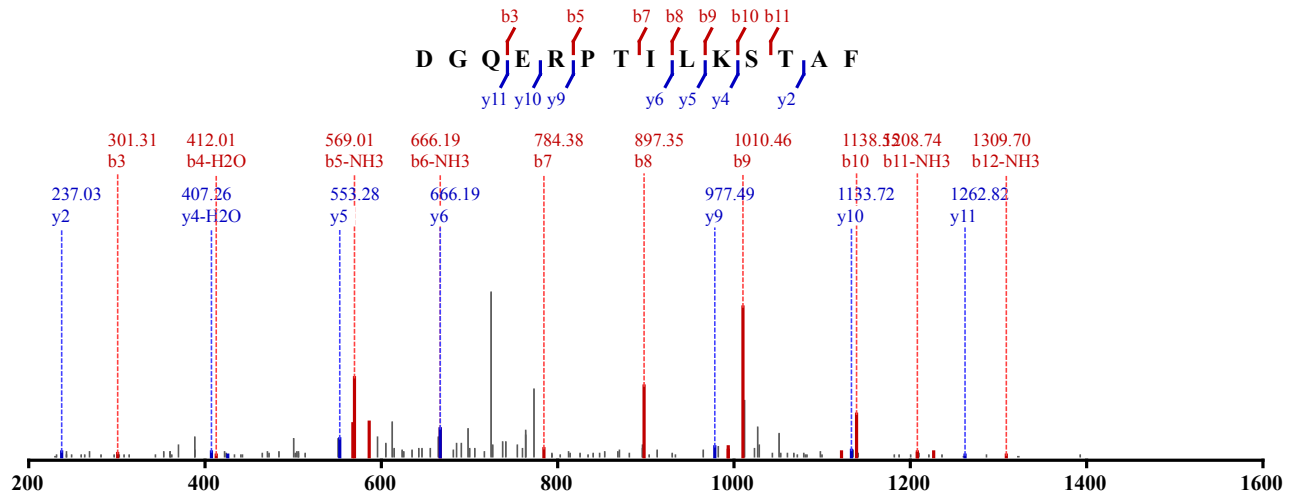 b3 b5 b7 b8 b9 b10 b11
D G Q E R P T I L K S T A F
y11 y10 y9 y6 y5 y4 y2
301.31 412.01 569.01 666.19 784.38 897.35 1010.46 1138.52 1208.74 1309.70
b3 b4-H2O b5-NH3 b6-NH3 b7 b8 b9 b10 b11-NH3 b12-NH3
237.03 407.26 553.28 666.19 977.49 1133.72 1262.82
y2 y4-H2O y5 y6 y9 y10 y11
200 400 600 800 1000 1200 1400 1600